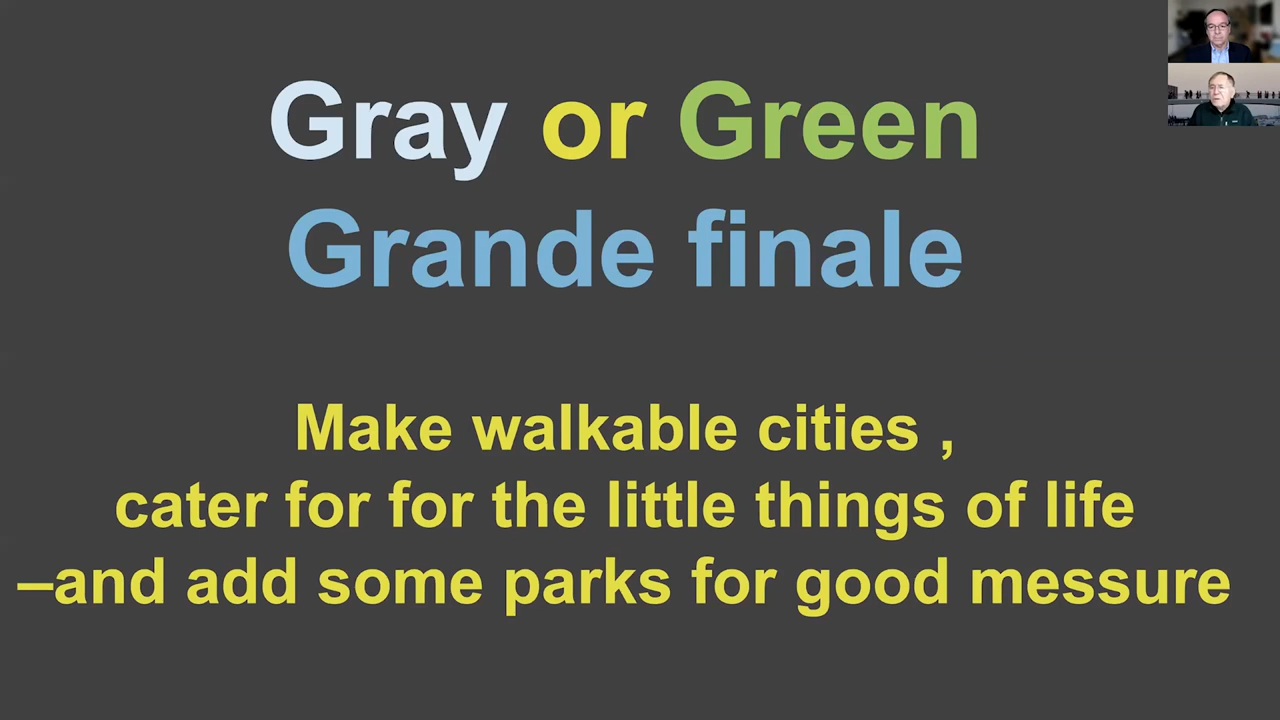 Gray or Green
Grande finale
Make walkable cities ,
cater for for the little things of life
–and add some parks for good messure